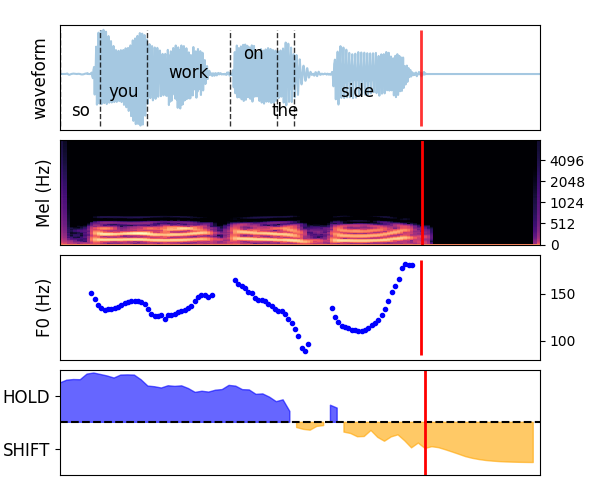 waveform
so
you
work
on
the
side
Mel (Hz)
4096
2048
1024
512
0
F0 (Hz)
150
100
HOLD
SHIFT